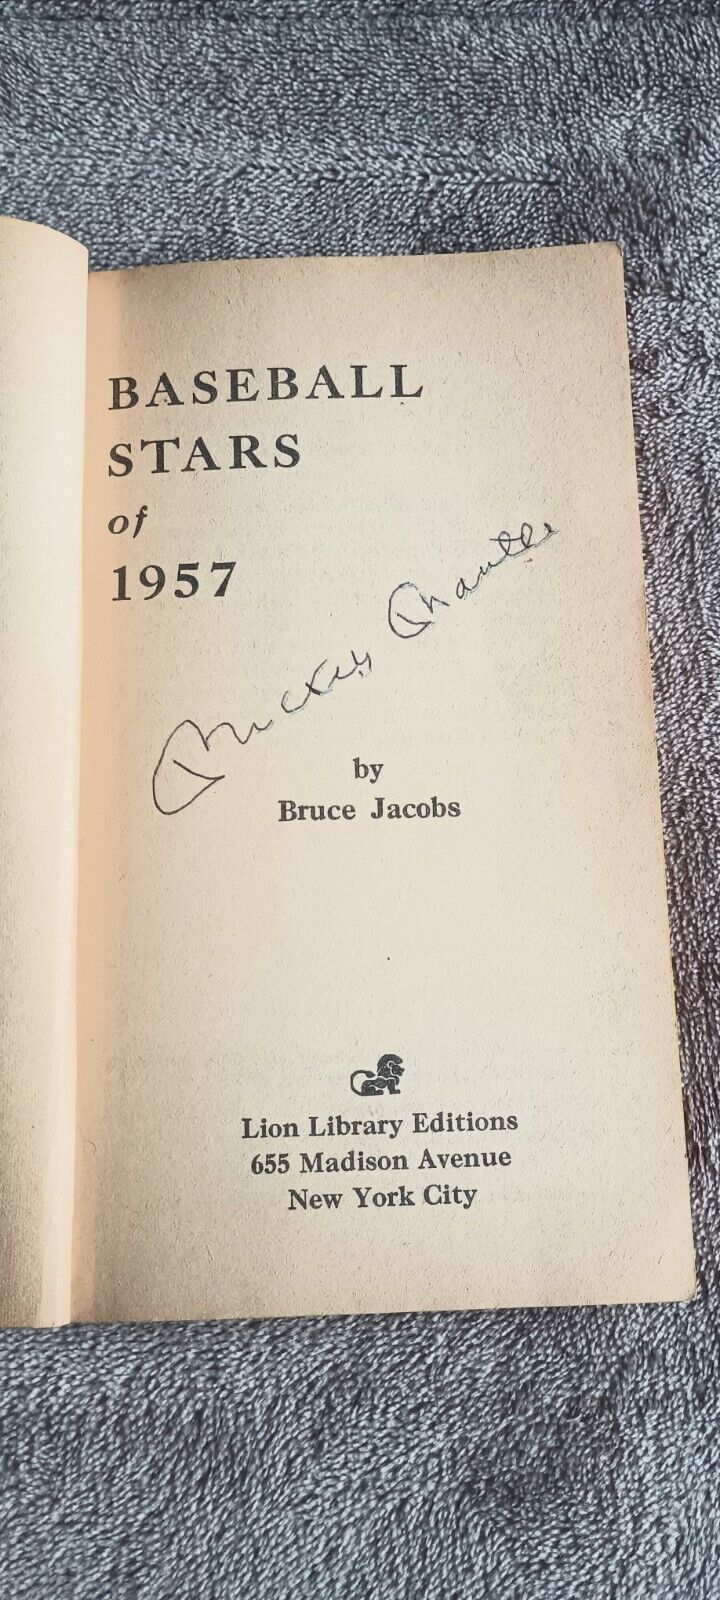 BASEBALL
STARS
of
1957
Mickey Mantle
by
Bruce Jacobs
Lion Library Editions
655 Madison Avenue
New York City